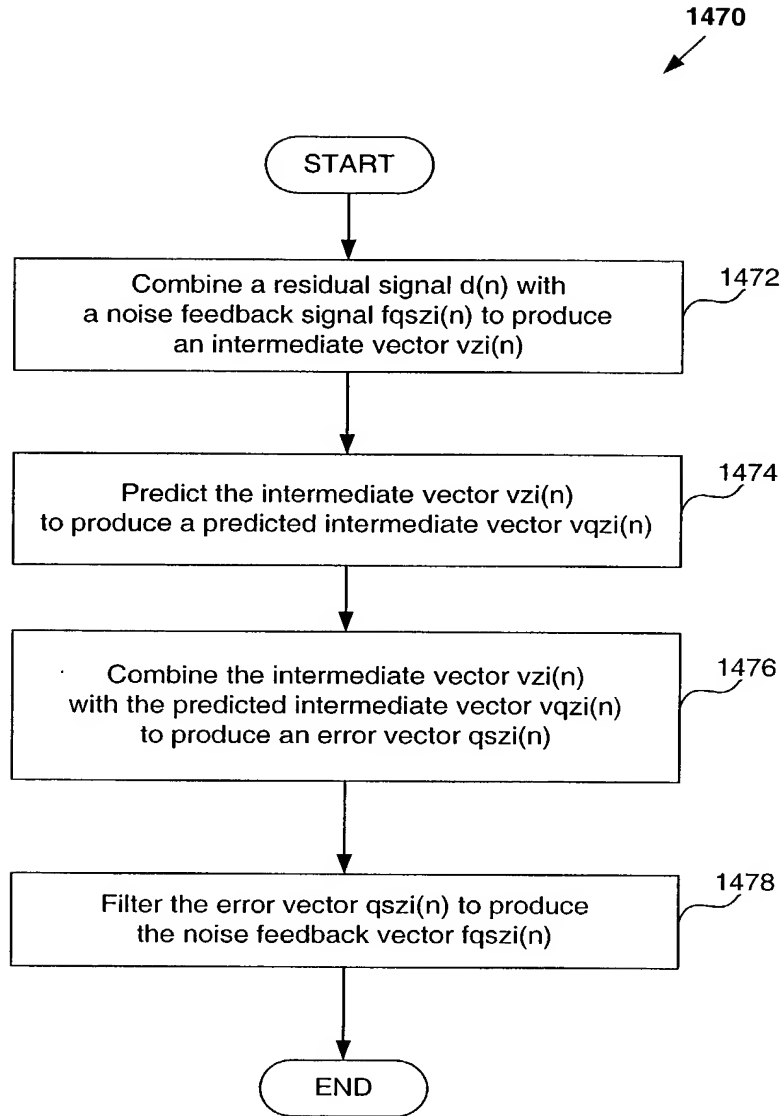 1470
START
Combine a residual signal d(n) with
a noise feedback signal fqszi(n) to produce
an intermediate vector vzi(n)
1472
Predict the intermediate vector vzi(n)
to produce a predicted intermediate vector vqzi(n)
1474
Combine the intermediate vector vzi(n)
with the predicted intermediate vector vqzi(n)
to produce an error vector qszi(n)
1476
Filter the error vector qszi(n) to produce
the noise feedback vector fqszi(n)
1478
END